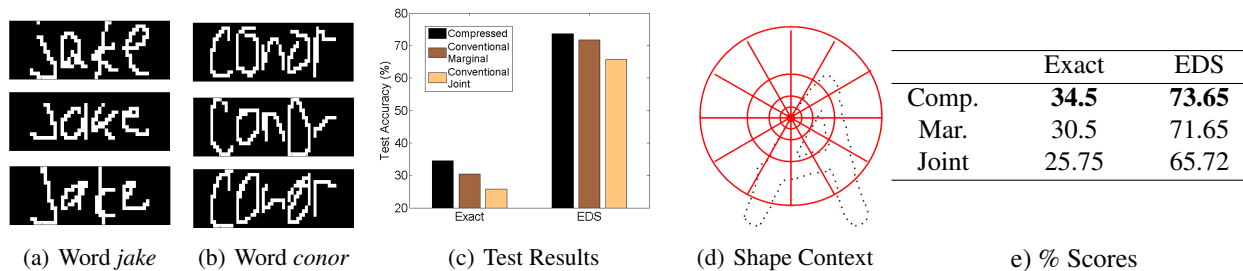 jake
jake
jake
(a) Word jake
conor
conor
conor
(b) Word conor
Test Accuracy (%)
80
70
60
50
40
30
20
Compressed
Conventional
Marginal
Conventional
Joint
Exact EDS
(c) Test Results
(d) Shape Context
Exact EDS
Comp. 34.5 73.65
Mar. 30.5 71.65
Joint 25.75 65.72
e) % Scores